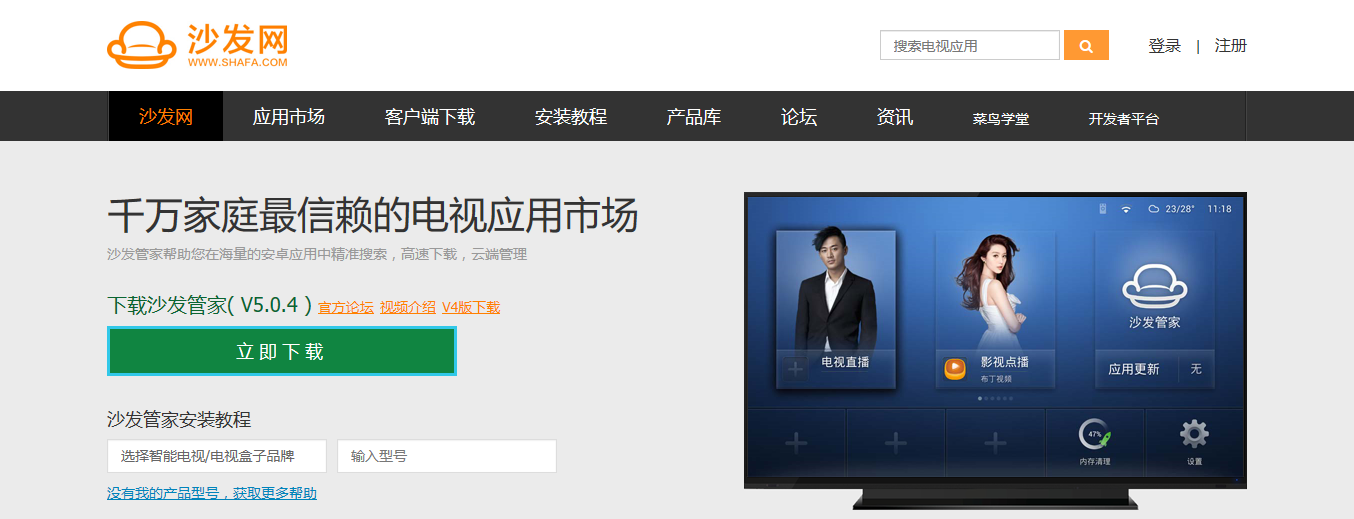 沙发网
WWW.SHAFA.COM
搜索电视应用
登录 | 注册
沙发网 应用市场 客户端下载 安装教程 产品库 论坛 资讯 菜鸟学堂 开发者平台
千万家庭最信赖的电视应用市场
沙发管家帮助您在海量的安卓应用中精准搜索，高速下载，云端管理
下载沙发管家( V5.0.4 ) 官方论坛 视频介绍 V4版下载
立即下载
沙发管家安装教程
选择智能电视/电视盒子品牌 输入型号
没有我的产品型号，获取更多帮助
23/28° 11:18
电视直播
影视点播
布丁视频
沙发管家
应用更新 无
47%
内存清理
设置